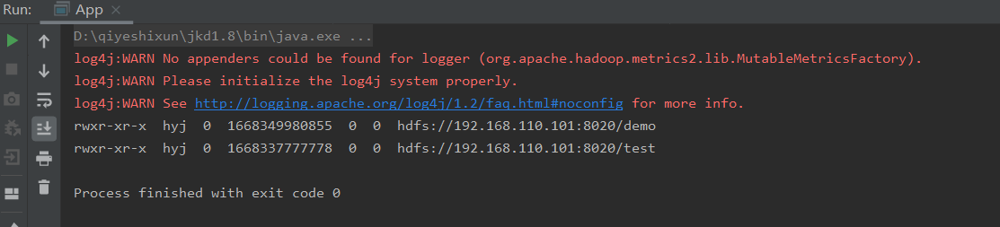 Run: App
D:\qiyeshixun\jkd1.8\bin\java.exe ...
log4j:WARN No appenders could be found for logger (org.apache.hadoop.metrics2.lib.MutableMetricsFactory).
log4j:WARN Please initialize the log4j system properly.
log4j:WARN See http://logging.apache.org/log4j/1.2/faq.html#noconfig for more info.
rwxr-xr-x  hyj  0  1668349980855  0  0  hdfs://192.168.110.101:8020/demo
rwxr-xr-x  hyj  0  1668337777778  0  0  hdfs://192.168.110.101:8020/test
Process finished with exit code 0